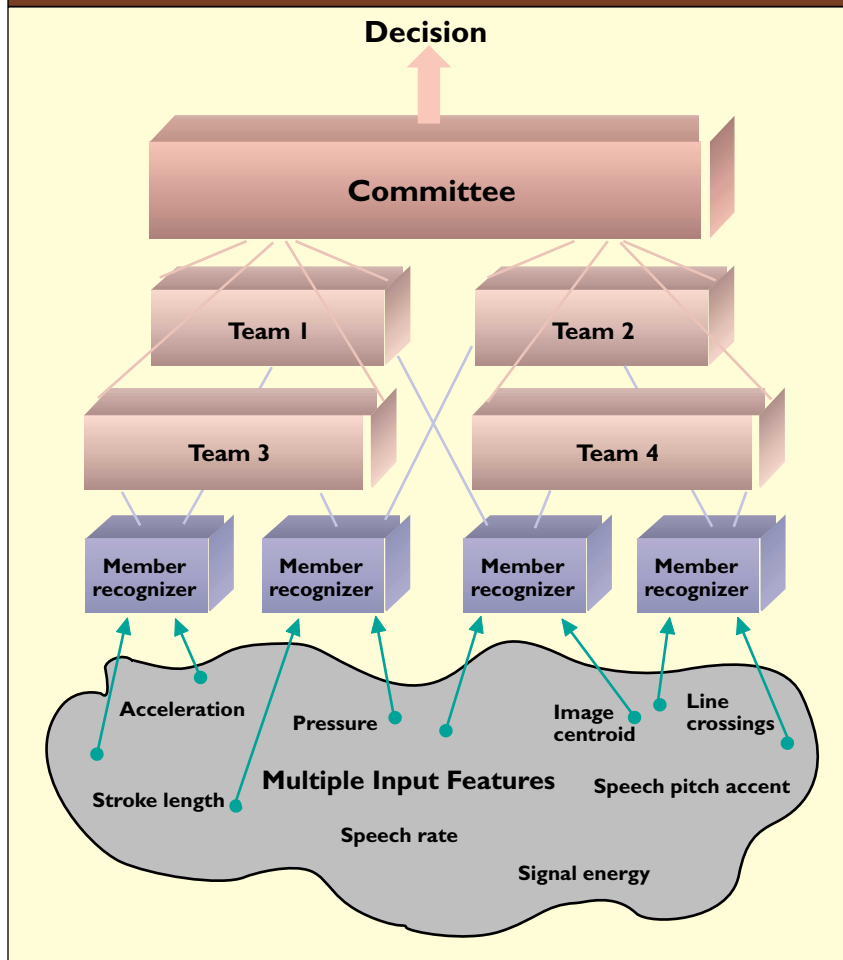 Decision
Committee
Team 1
Team 2
Team 3
Team 4
Member
recognizer
Member
recognizer
Member
recognizer
Member
recognizer
Acceleration
Pressure
Image
centroid
Line
crossings
Multiple Input Features
Speech pitch accent
Stroke length
Speech rate
Signal energy